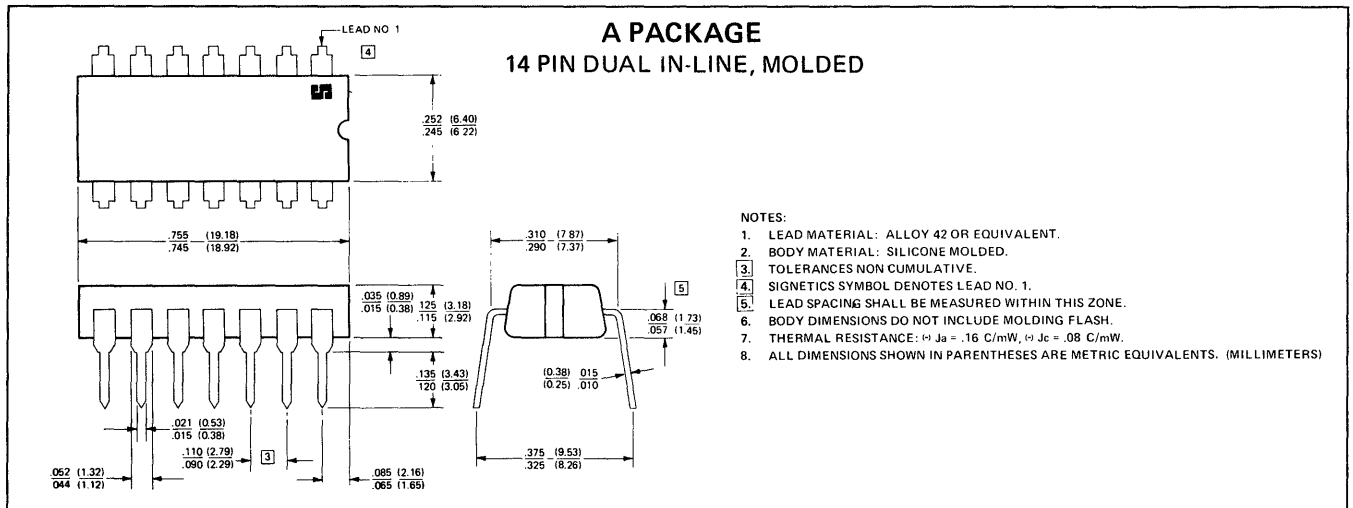 A PACKAGE
14 PIN DUAL IN-LINE, MOLDED
LEAD NO 1
4
.252 (6.40)
.245 (6 22)
.755 (19.18)
.745 (18.92)
.035 (0.89)
.015 (0.38)
.125 (3.18)
.115 (2.92)
.135 (3.43)
120 (3.05)
.021 (0.53)
.015 (0.38)
.110 (2.79)
.090 (2.29)
3
.052 (1.32)
044 (1.12)
.085 (2.16)
.065 (1.65)
.310 (7 87)
.290 (7.37)
5
.068 (1 73)
.057 (1.45)
(0.38) 015
(0.25) .010
.375 (9.53)
.325 (8.26)
NOTES:
1. LEAD MATERIAL: ALLOY 42 OR EQUIVALENT.
2. BODY MATERIAL: SILICONE MOLDED.
3. TOLERANCES NON CUMULATIVE.
4. SIGNETICS SYMBOL DENOTES LEAD NO. 1.
5. LEAD SPACING SHALL BE MEASURED WITHIN THIS ZONE.
6. BODY DIMENSIONS DO NOT INCLUDE MOLDING FLASH.
7. THERMAL RESISTANCE: Ja = .16 C/mW, Jc = .08 C/mW.
8. ALL DIMENSIONS SHOWN IN PARENTHESES ARE METRIC EQUIVALENTS. (MILLIMETERS)